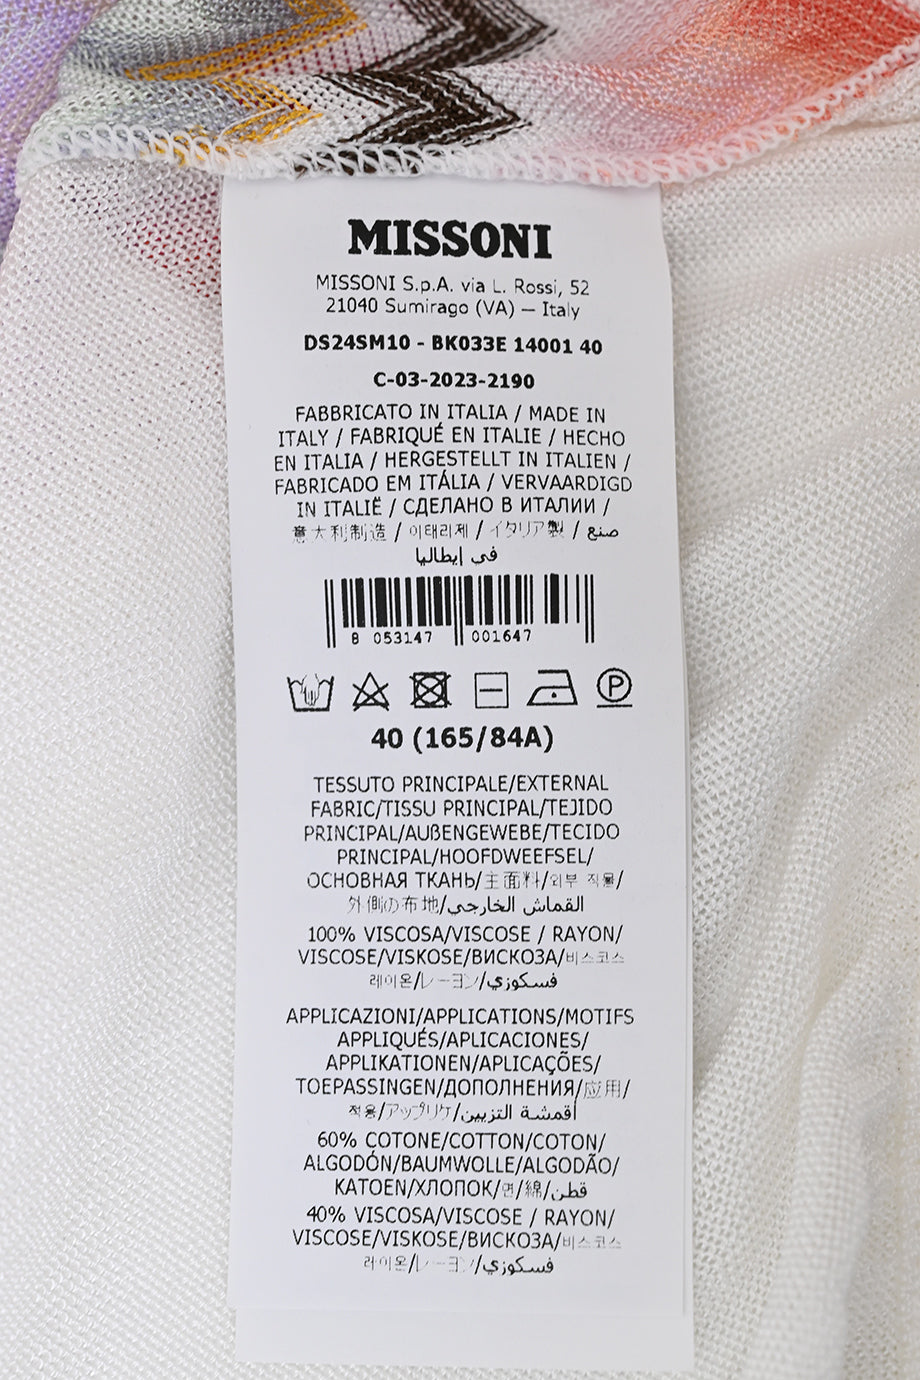 MISSONI
MISSONI S.p.A. via L. Rossi, 52
21040 Sumirago (VA) — Italy
DS24SM10 - BK033E 14001 40
C-03-2023-2190
FABBRICATO IN ITALIA / MADE IN
ITALY / FABRIQUÉ EN ITALIE / HECHO
EN ITALIA / HERGESTELLT IN ITALIEN /
FABRICADO EM ITÁLIA / VERVAARDIGD
IN ITALIË / СДЕЛАНО В ИТАЛИИ /
意大利制造 / 이태리제 / イタリア製 / صنع
في إيطاليا
8 053147 001647
P
40 (165/84A)
TESSUTO PRINCIPALE/EXTERNAL
FABRIC/TISSU PRINCIPAL/TEJIDO
PRINCIPAL/AUßENGEWEBE/TECIDO
PRINCIPAL/HOOFDWEEFSEL/
ОСНОВНАЯ ТКАНЬ/主面料/외부 직물/
外側の布地/القماش الخارجي
100% VISCOSA/VISCOSE / RAYON/
VISCOSE/VISKOSE/ВИСКОЗА/비스코스
레이온/レーヨン/فسكوزي
APPLICAZIONI/APPLICATIONS/MOTIFS
APPLIQUÉS/APLICACIONES/
APPLIKATIONEN/APLICAÇÕES/
TOEPASSINGEN/ДОПОЛНЕНИЯ/应用/
적용/アップリケ/أقمشة التزيين
60% COTONE/COTTON/COTON/
ALGODÓN/BAUMWOLLE/ALGODÃO/
KATOEN/ХЛОПОК/면/綿/قطن
40% VISCOSA/VISCOSE / RAYON/
VISCOSE/VISKOSE/ВИСКОЗА/비스코스
레이온/レーヨン/فسكوزي